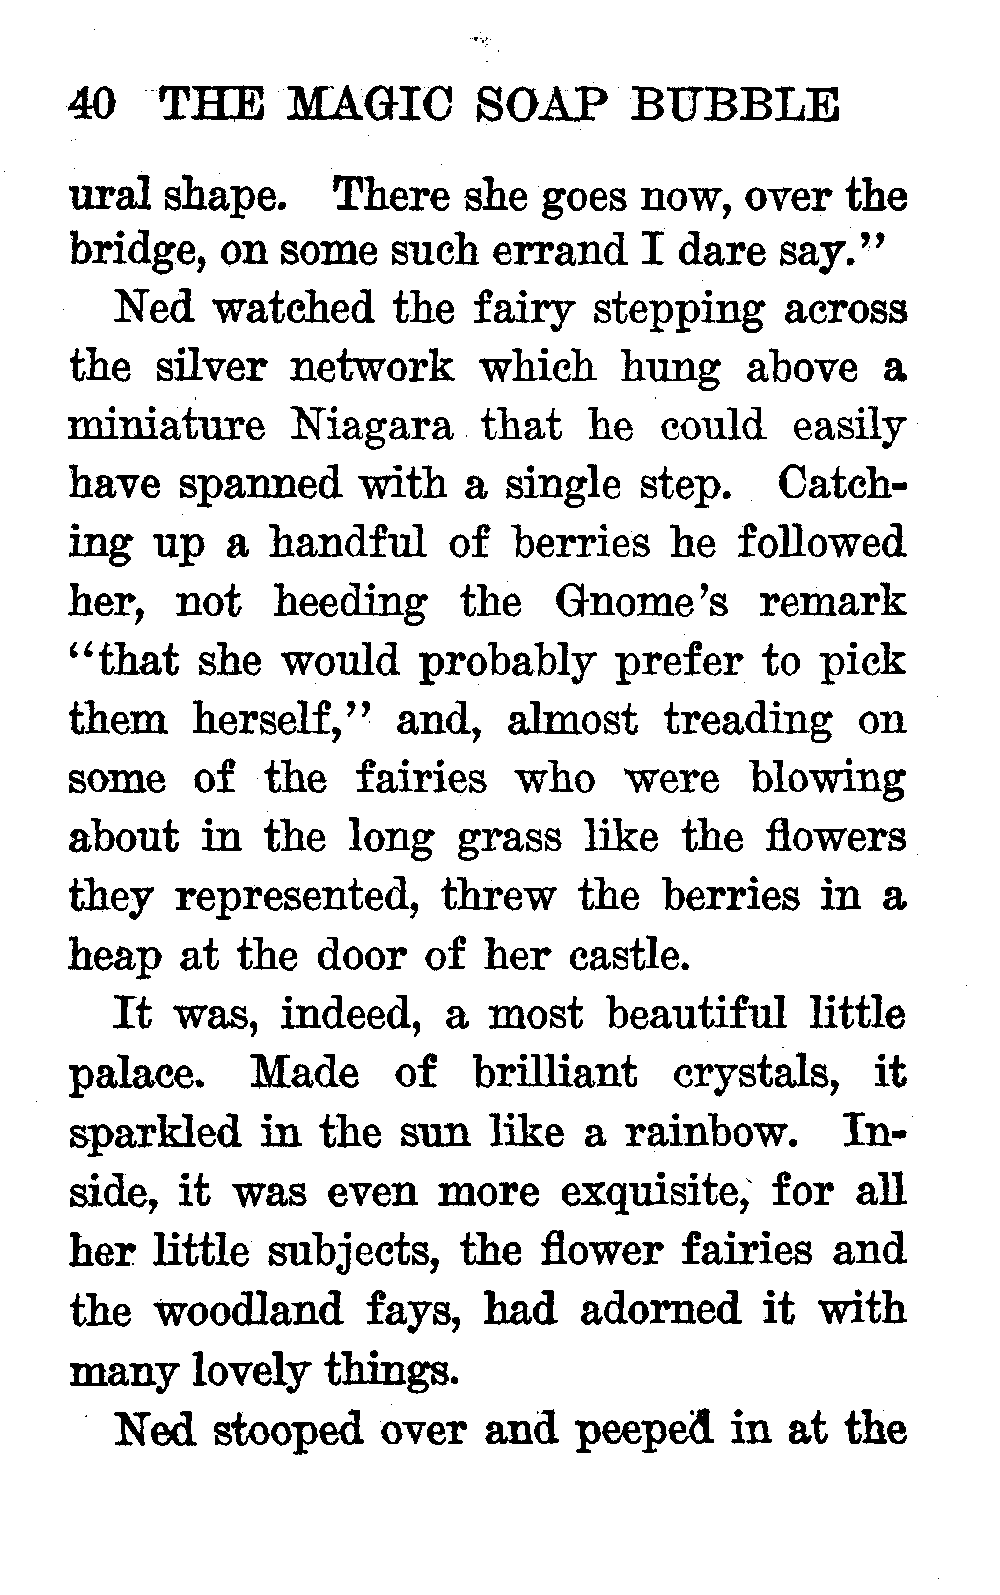 40 THE MAGIC SOAP BUBBLE
ural shape. There she goes now, over the
bridge, on some such errand I dare say."
Ned watched the fairy stepping across
the silver network which hung above a
miniature Niagara that he could easily
have spanned with a single step. Catch-
ing up a handful of berries he followed
her, not heeding the Gnome's remark
"that she would probably prefer to pick
them herself," and, almost treading on
some of the fairies who were blowing
about in the long grass like the flowers
they represented, threw the berries in a
heap at the door of her castle.
It was, indeed, a most beautiful little
palace. Made of brilliant crystals, it
sparkled in the sun like a rainbow. In-
side, it was even more exquisite, for all
her little subjects, the flower fairies and
the woodland fays, had adorned it with
many lovely things.
Ned stooped over and peeped in at the